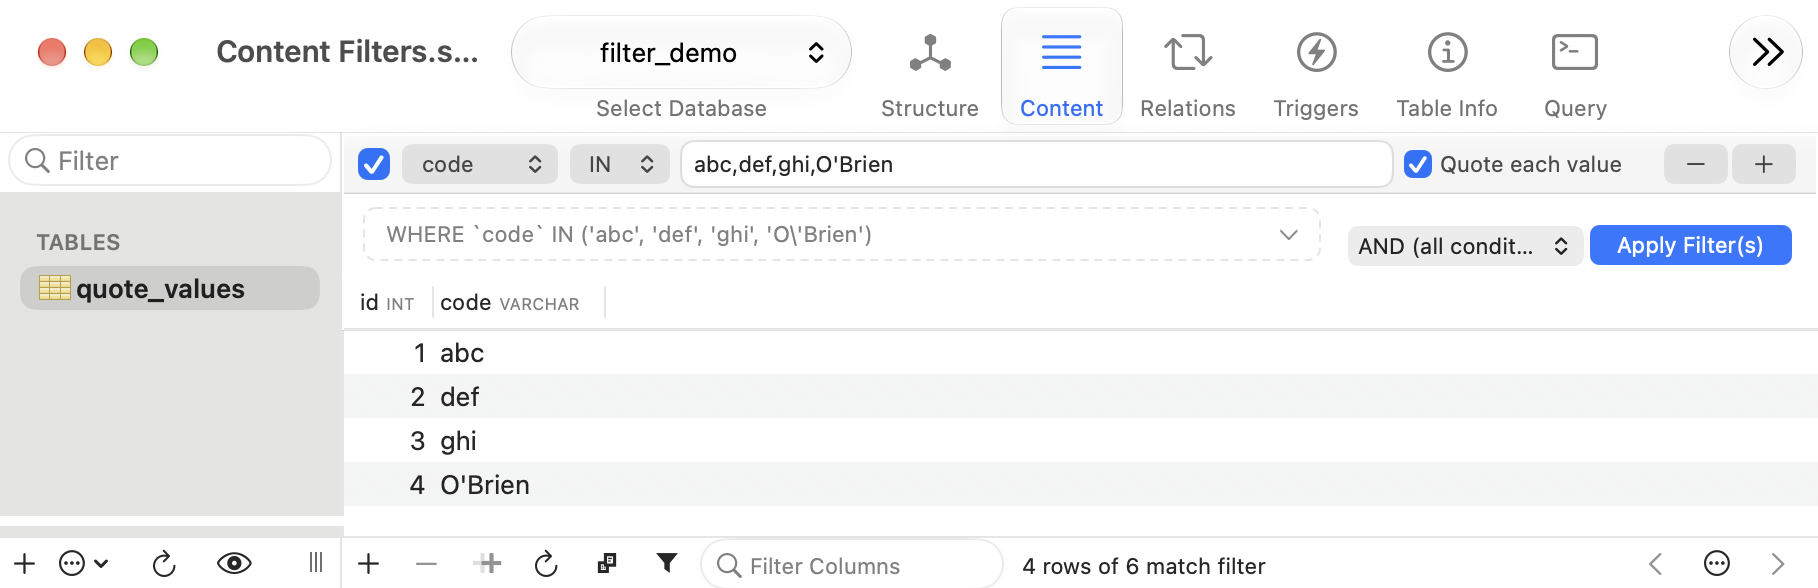 Content Filters.s...
filter_demo
Select Database
Structure
Content
Relations
Triggers
Table Info
Query
Filter
code
IN
abc,def,ghi,O'Brien
Quote each value
TABLES
quote_values
WHERE `code` IN ('abc', 'def', 'ghi', 'O\'Brien')
AND (all condit...
Apply Filter(s)
id INT
code VARCHAR
1 abc
2 def
3 ghi
4 O'Brien
Filter Columns
4 rows of 6 match filter